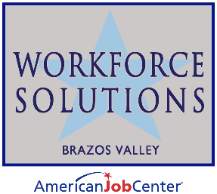 WORKFORCE
SOLUTIONS
BRAZOS VALLEY
AmericanJobCenter